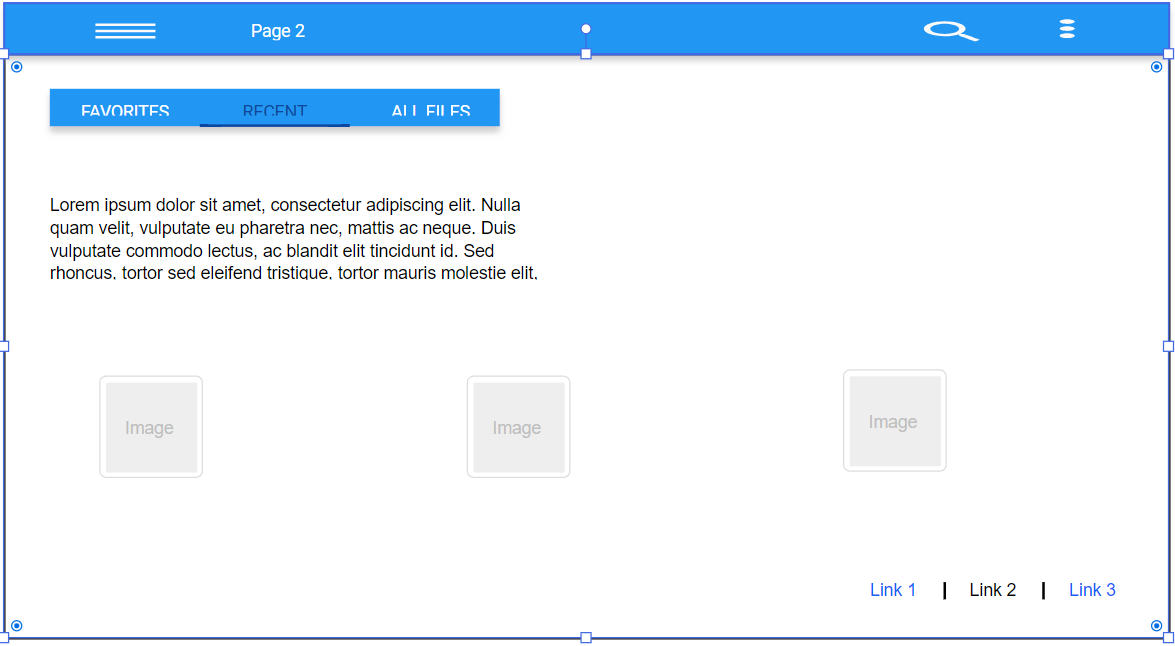 Page 2
FAVORITES RECENT ALL FILES
Lorem ipsum dolor sit amet, consectetur adipiscing elit. Nulla
quam velit, vulputate eu pharetra nec, mattis ac neque. Duis
vulputate commodo lectus, ac blandit elit tincidunt id. Sed
rhoncus, tortor sed eleifend tristique, tortor mauris molestie elit,
Image Image Image
Link 1 | Link 2 | Link 3